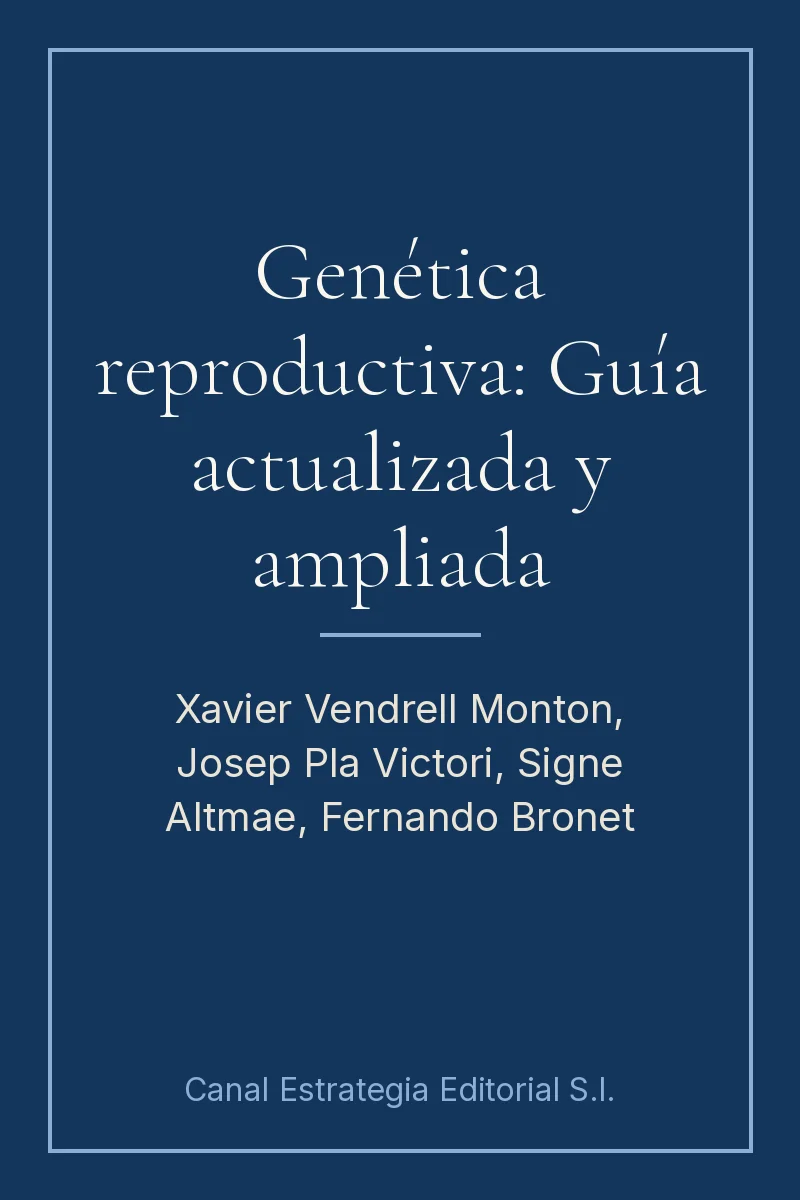 Genética
reproductiva: Guía
actualizada y
ampliada
Xavier Vendrell Monton,
Josep Pla Victori, Signe
Altmae, Fernando Bronet
Canal Estrategia Editorial S.l.